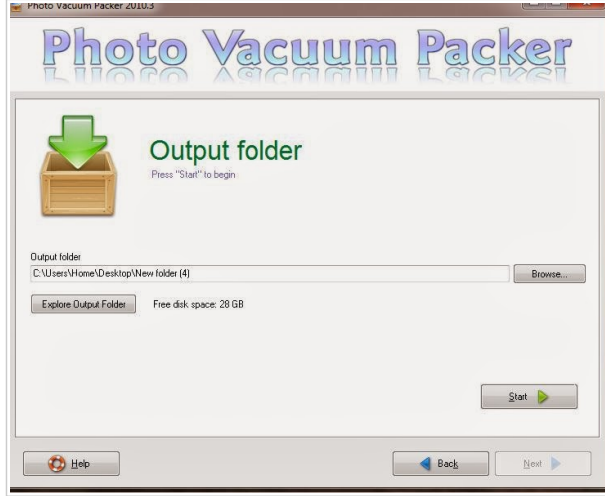 Photo Vacuum Packer 2010.3
Photo Vacuum Packer
Output folder
Press "Start" to begin
Output folder
C:\Users\Home\Desktop\New folder (4)
Browse...
Explore Output Folder
Free disk space: 28 GB
Start
Help
Back
Next